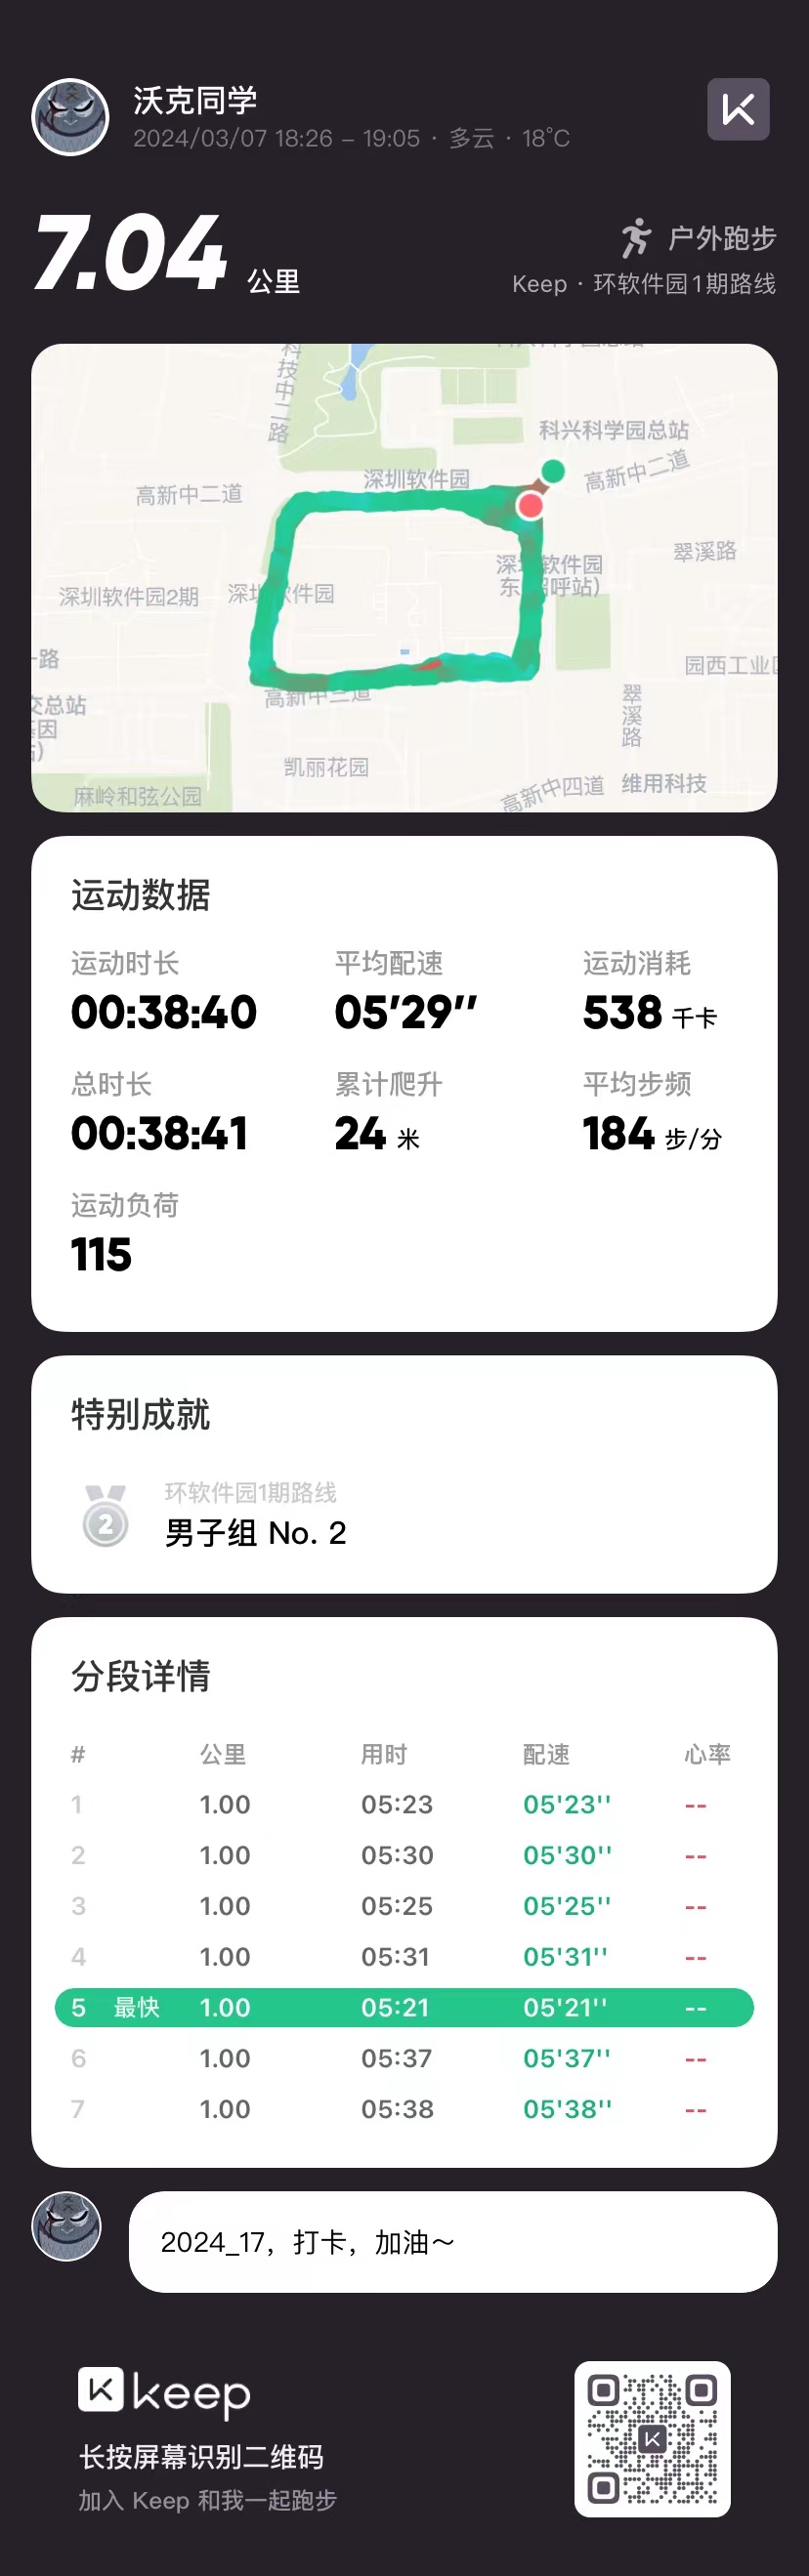 沃克同学
2024/03/07 18:26 – 19:05 · 多云 · 18°C
7.04 公里
户外跑步
Keep · 环软件园1期路线
科技中二路
科兴科学园总站
深圳软件园
高新中二道
高新中二道
翠溪路
深圳软件园
东
呼站)
深圳软件园2期
深圳软件园
园西工业区
一路
交总站
高新中三道
翠溪路
凯丽花园
麻岭和弦公园
高新中四道
维用科技
运动数据
运动时长 平均配速 运动消耗
00:38:40 05'29'' 538 千卡
总时长 累计爬升 平均步频
00:38:41 24 米 184 步/分
运动负荷
115
特别成就
2
环软件园1期路线
男子组 No. 2
分段详情
# 公里 用时 配速 心率
1 1.00 05:23 05'23'' --
2 1.00 05:30 05'30'' --
3 1.00 05:25 05'25'' --
4 1.00 05:31 05'31'' --
5 最快 1.00 05:21 05'21'' --
6 1.00 05:37 05'37'' --
7 1.00 05:38 05'38'' --
2024_17，打卡，加油～
keep
长按屏幕识别二维码
加入 Keep 和我一起跑步